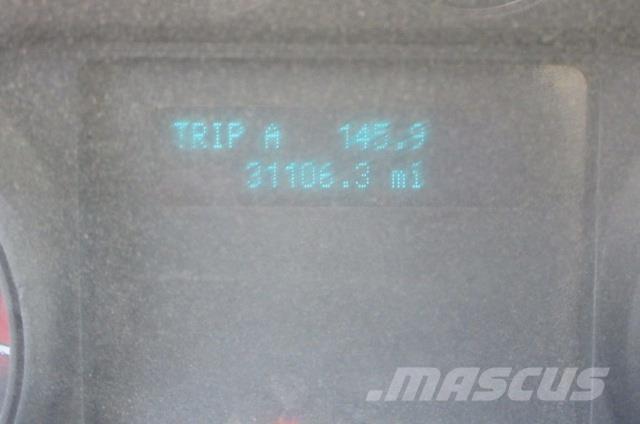 TRIP A 145.9
31106.3 mi
.MASCUS